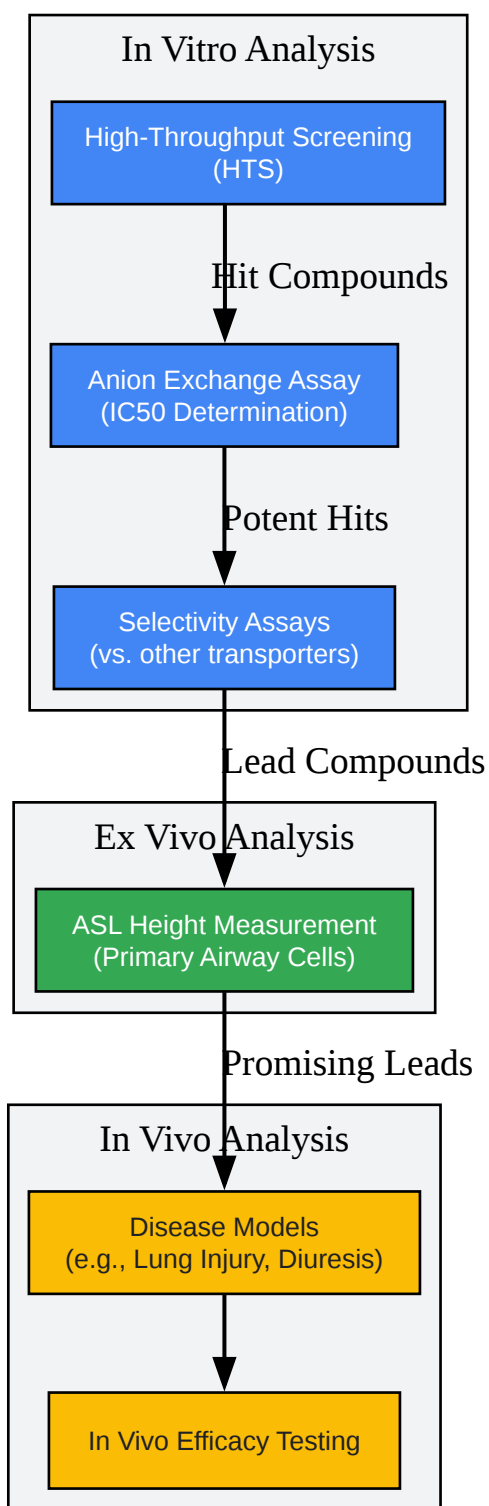 In Vitro Analysis
High-Throughput Screening
(HTS)
Hit Compounds
Anion Exchange Assay
(IC50 Determination)
Potent Hits
Selectivity Assays
(vs. other transporters)
Lead Compounds
Ex Vivo Analysis
ASL Height Measurement
(Primary Airway Cells)
Promising Leads
In Vivo Analysis
Disease Models
(e.g., Lung Injury, Diuresis)
In Vivo Efficacy Testing